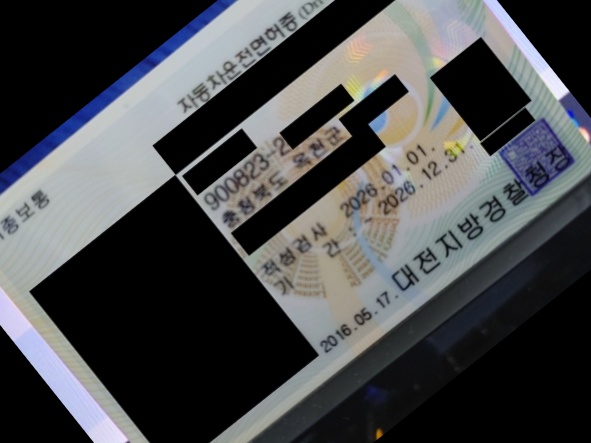 자동차운전면허증 (Dri
종보통
900823-2
충청북도 옥천군
적성검사 2026.01.01.
기 간 2026.12.31.
2016.05.17. 대전지방경찰청장